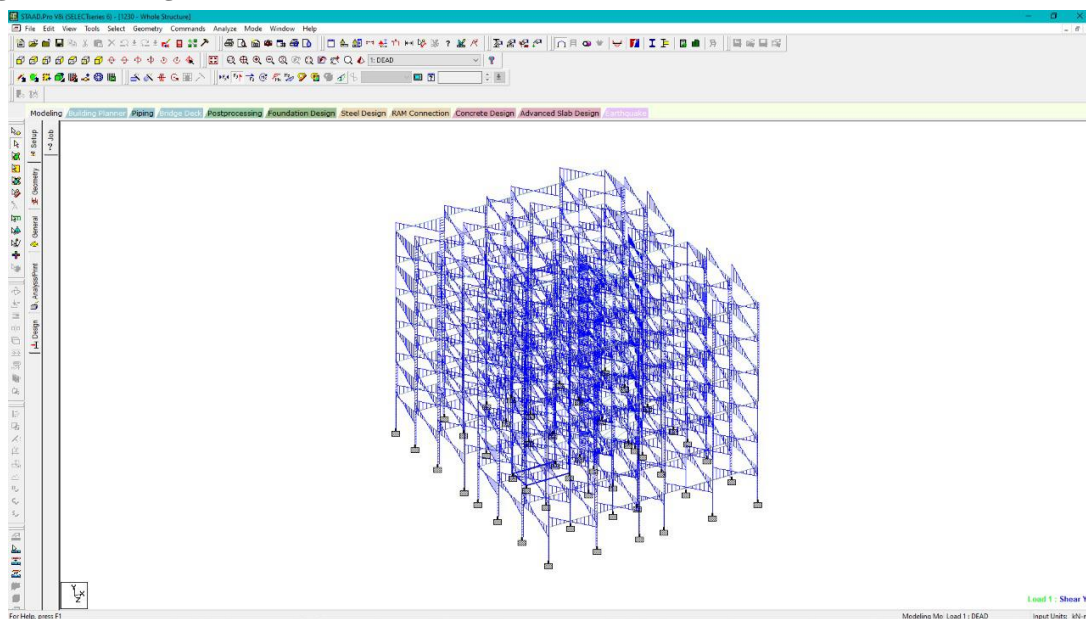 STAAD.Pro V8i (SELECTseries 6) - [1230 - Whole Structure]
File Edit View Tools Select Geometry Commands Analyze Mode Window Help
1: DEAD
Modeling Building Planner Piping Bridge Deck Postprocessing Foundation Design Steel Design RAM Connection Concrete Design Advanced Slab Design Earthquake
Job
Setup
Geometry
General
Analysis/Print
Design
Y
X
Z
Load 1 : Shear Y
For Help, press F1
Modeling Mo Load 1 : DEAD
Input Units: kN-